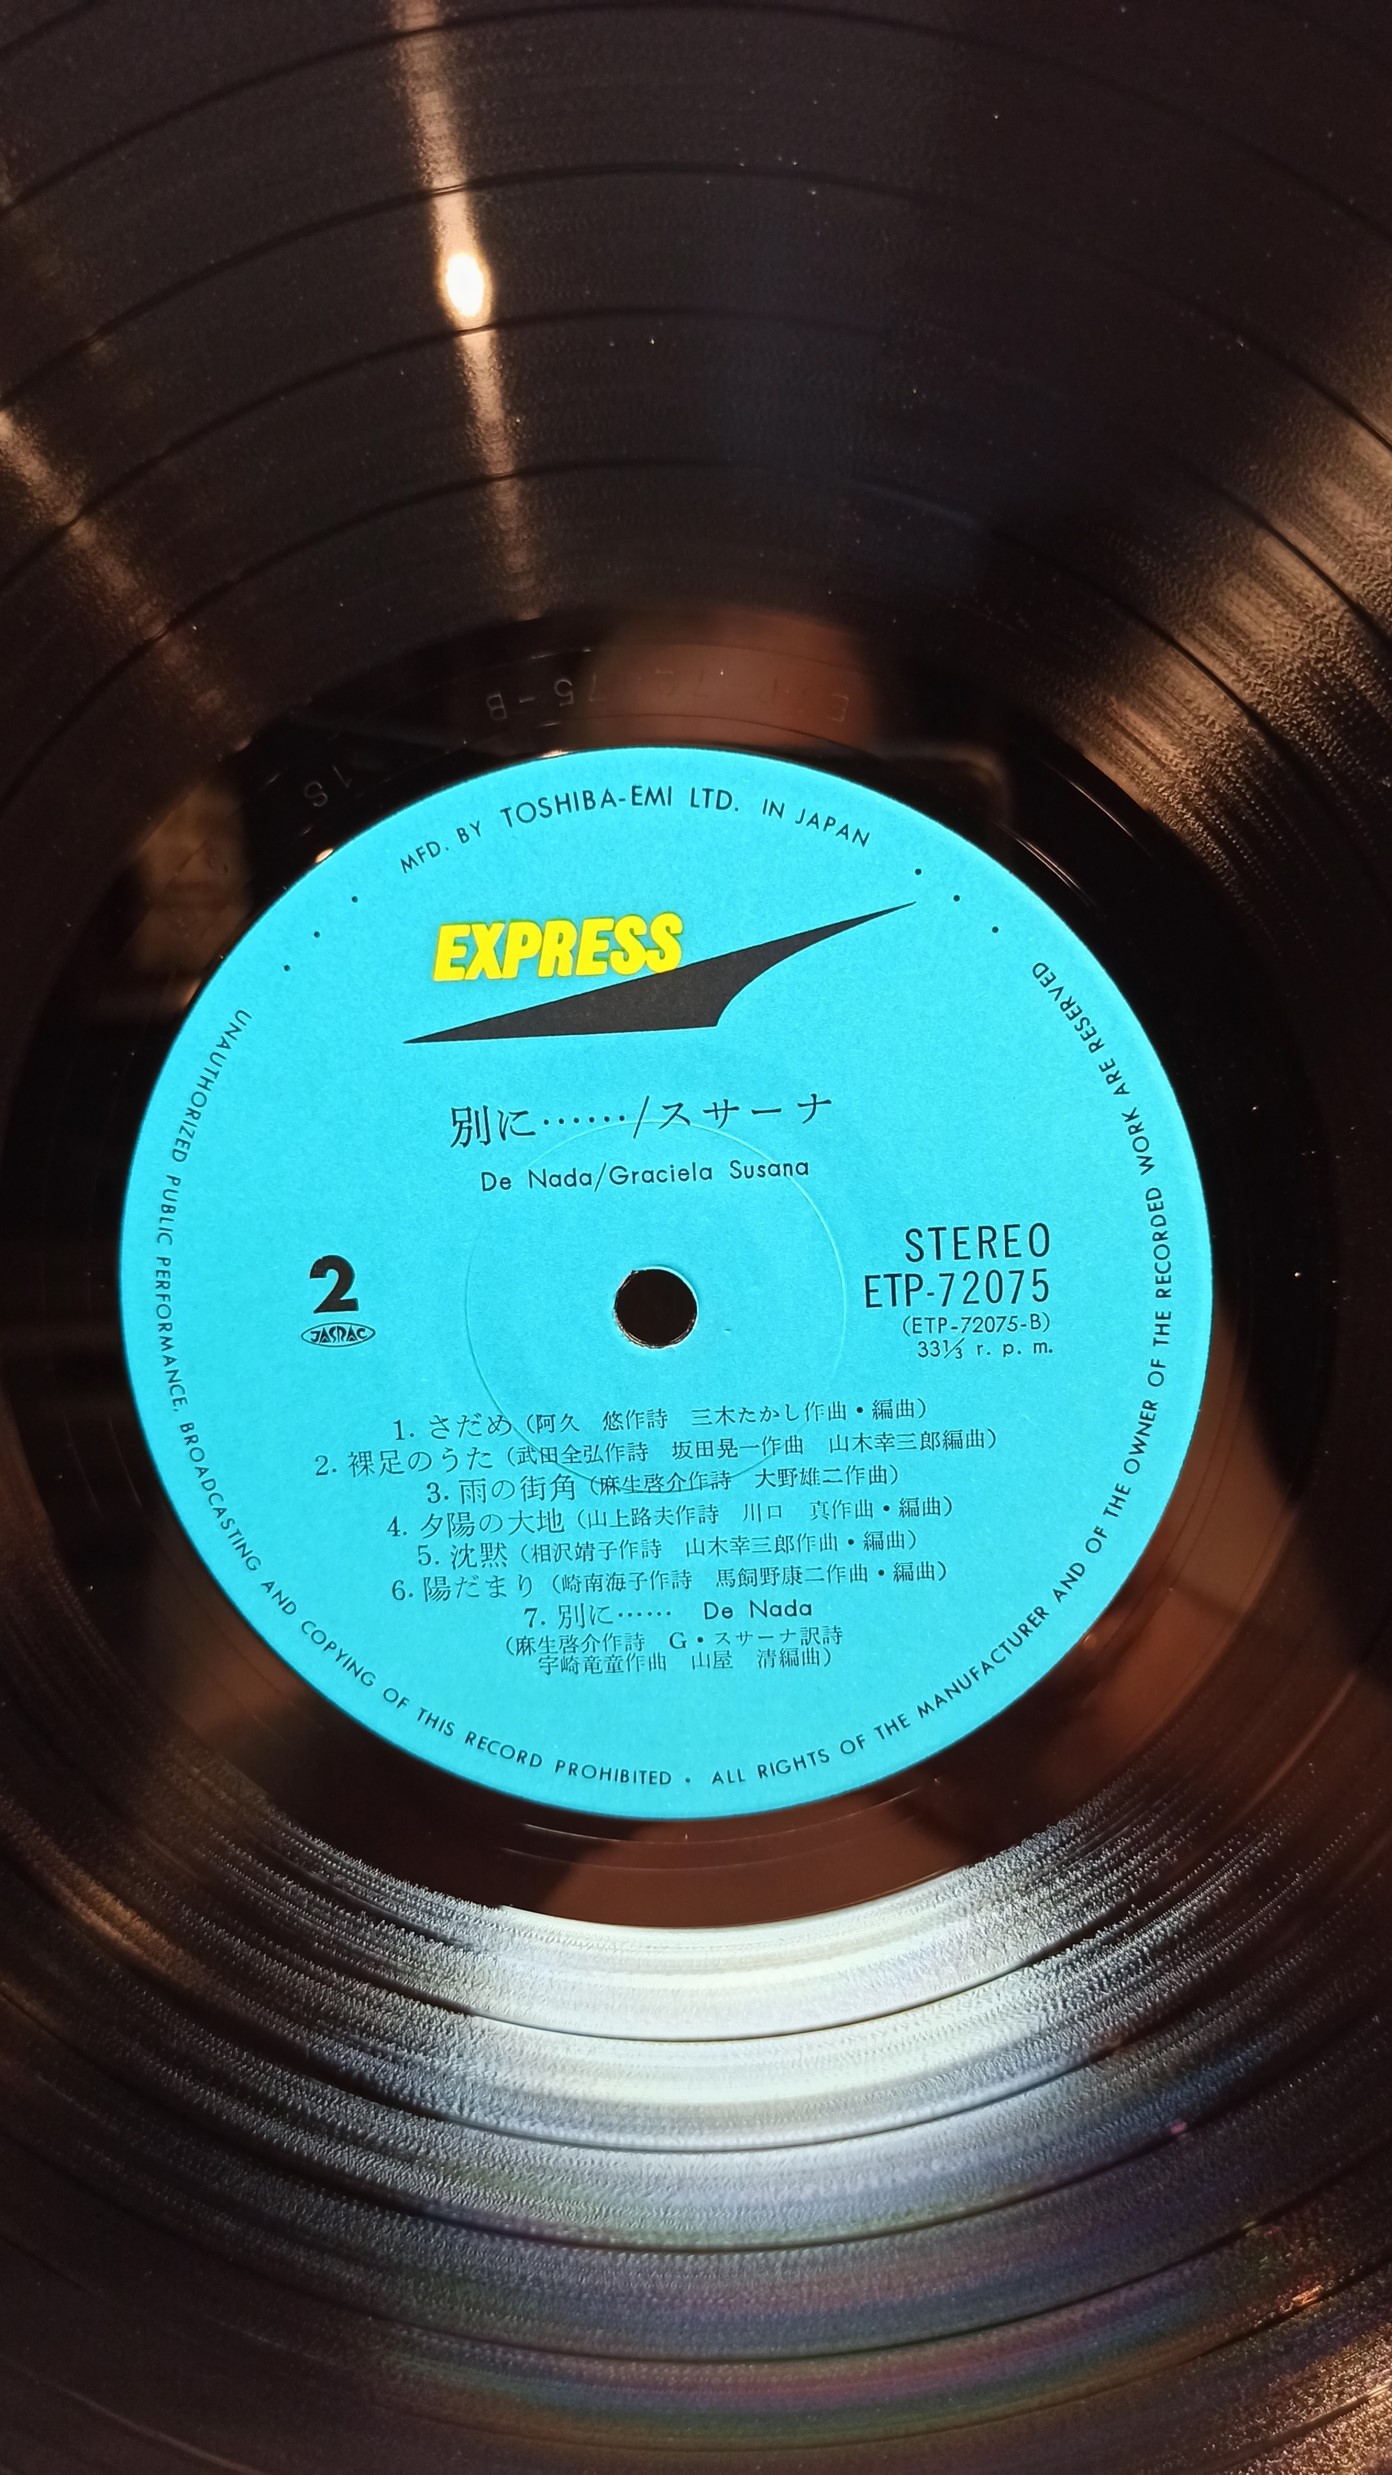 MFD. BY TOSHIBA-EMI LTD. IN JAPAN
EXPRESS
別に……/スサーナ
De Nada/Graciela Susana
2
JASRAC
STEREO
ETP-72075
(ETP-72075-B)
33⅓ r. p. m.
1. さだめ (阿久 悠作詩 三木たかし作曲・編曲)
2. 裸足のうた (武田全弘作詩 坂田晃一作曲 山木幸三郎編曲)
3. 雨の街角 (麻生啓介作詩 大野雄二作曲)
4. 夕陽の大地 (山上路夫作詩 川口 真作曲・編曲)
5. 沈黙 (相沢靖子作詩 山木幸三郎作曲・編曲)
6. 陽だまり (崎南海子作詩 馬飼野康二作曲・編曲)
7. 別に…… De Nada
(麻生啓介作詩 G・スサーナ訳詩
宇崎竜童作曲 山屋 清編曲)
UNAUTHORIZED PUBLIC PERFORMANCE, BROADCASTING AND COPYING OF THIS RECORD PROHIBITED • ALL RIGHTS OF THE MANUFACTURER AND OF THE OWNER OF THE RECORDED WORK ARE RESERVED